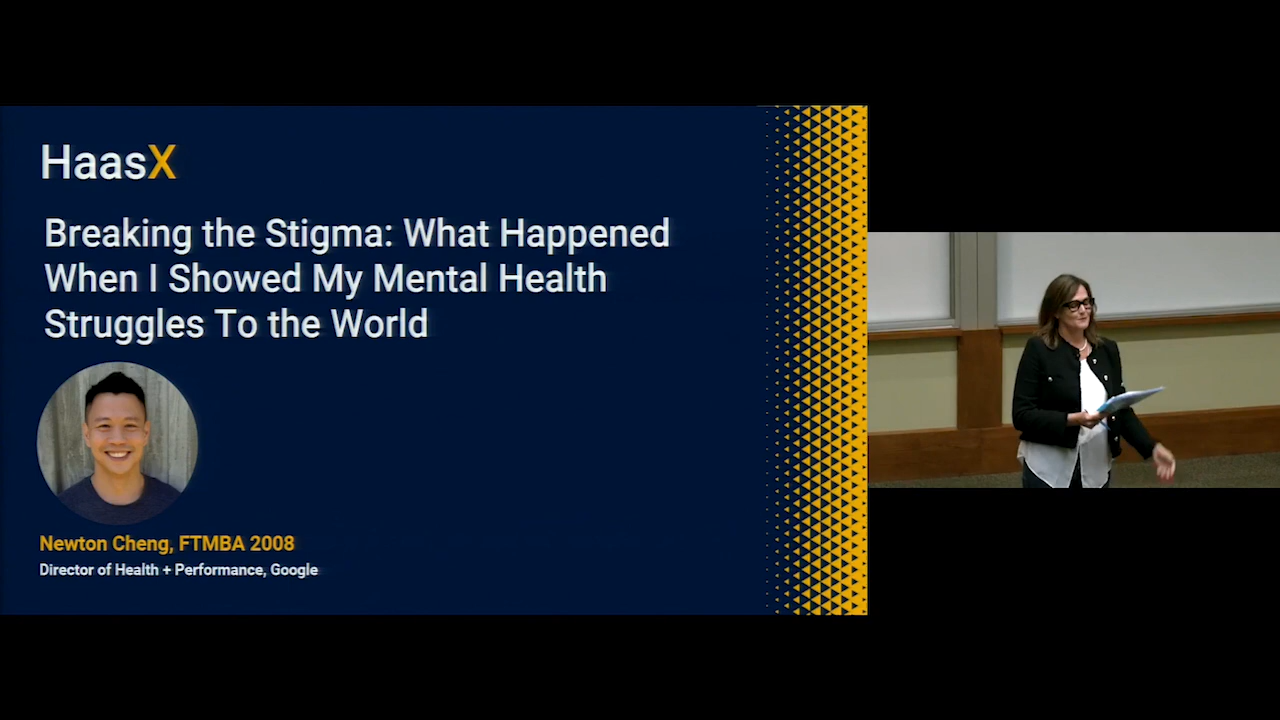 HaasX
Breaking the Stigma: What Happened
When I Showed My Mental Health
Struggles To the World
Newton Cheng, FTMBA 2008
Director of Health + Performance, Google